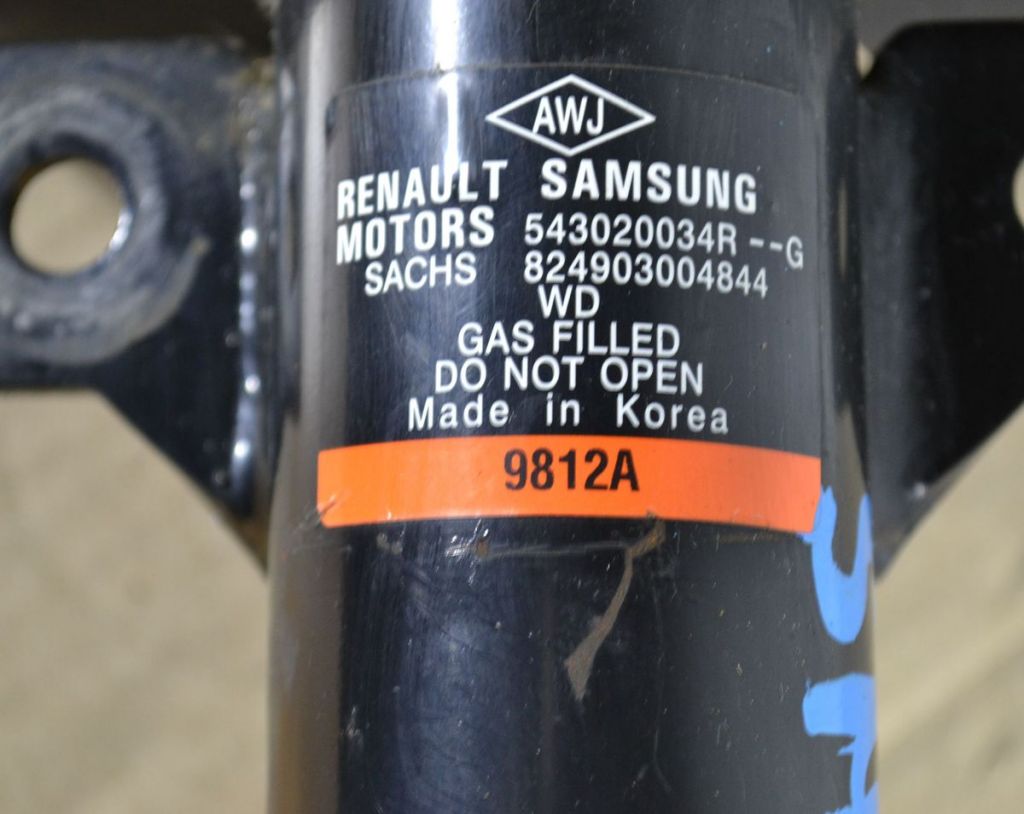 AWJ
RENAULT SAMSUNG
MOTORS 543020034R --G
SACHS 824903004844
WD
GAS FILLED
DO NOT OPEN
Made in Korea
9812A